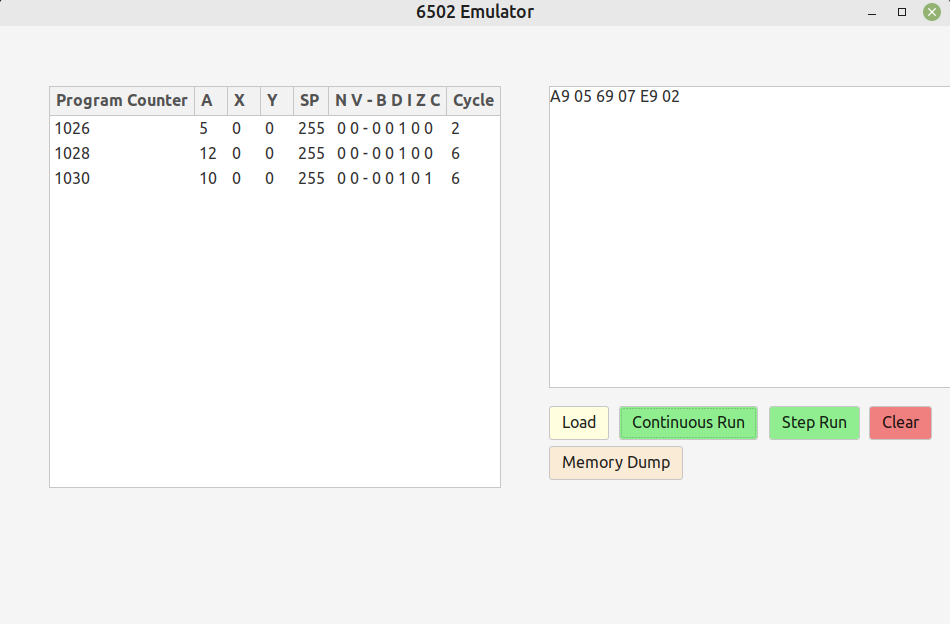 6502 Emulator
Program Counter A X Y SP N V - B D I Z C Cycle
1026 5 0 0 255 0 0 - 0 0 1 0 0 2
1028 12 0 0 255 0 0 - 0 0 1 0 0 6
1030 10 0 0 255 0 0 - 0 0 1 0 1 6
A9 05 69 07 E9 02
Load Continuous Run Step Run Clear
Memory Dump